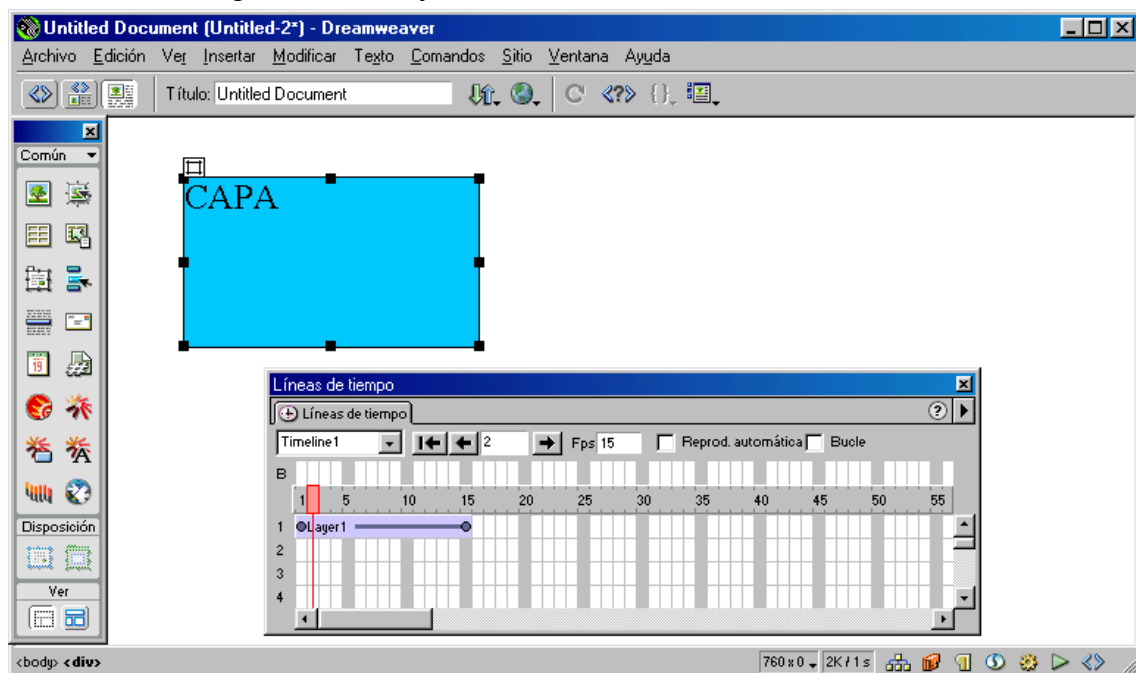 Untitled Document (Untitled-2*) - Dreamweaver
Archivo Edición Ver Insertar Modificar Texto Comandos Sitio Ventana Ayuda
Título: Untitled Document
Común
CAPA
19
Líneas de tiempo
Líneas de tiempo
Timeline1 2 Fps 15 Reprod. automática Bucle
B
1 5 10 15 20 25 30 35 40 45 50 55
1 Layer1
2
3
4
Disposición
Ver
<body> <div> 760 x 0 2K / 1 s